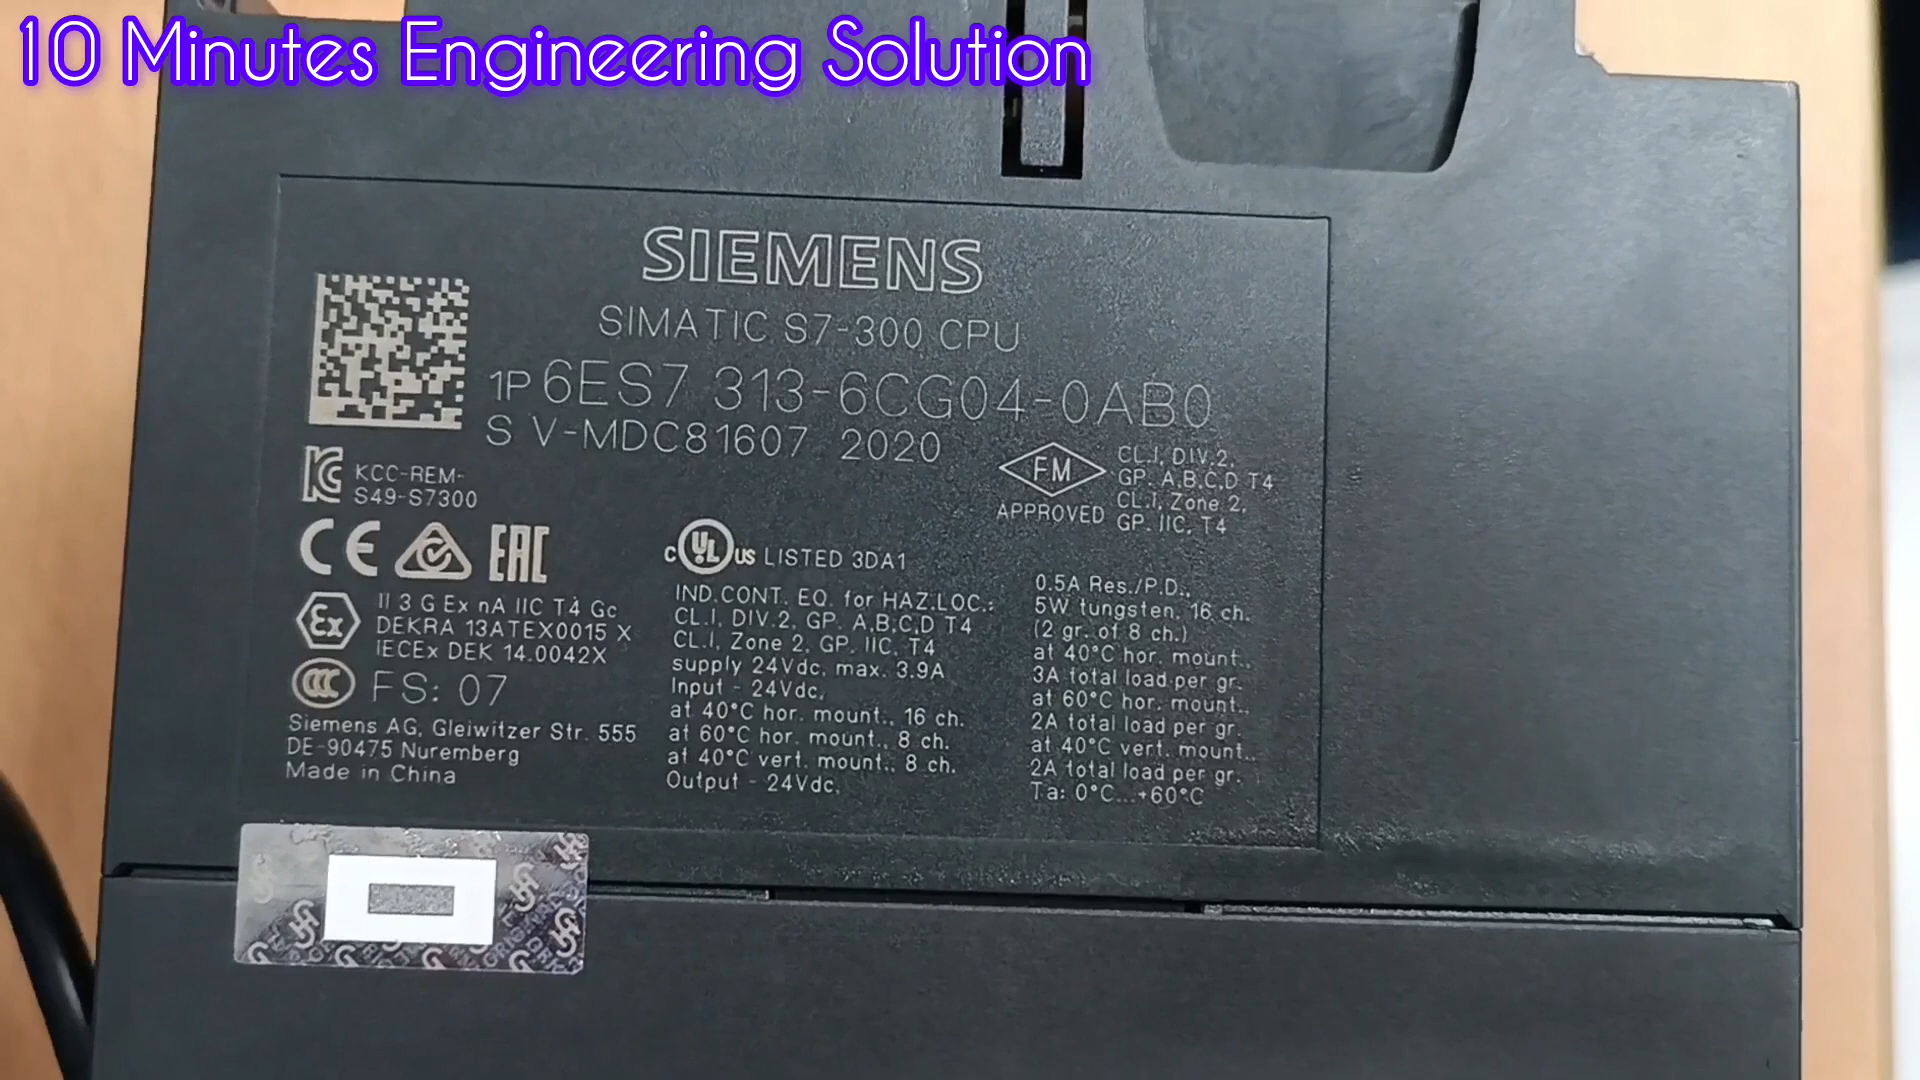 10 Minutes Engineering Solution
SIEMENS
SIMATIC S7-300 CPU
1P 6ES7 313-6CG04-0AB0
S V-MDC81607 2020
KCC-REM-
S49-S7300
FM
APPROVED
CL.I, DIV.2,
GP. A,B,C,D T4
CL.I, Zone 2,
GP. IIC, T4
CE EAC
Ex
II 3 G Ex nA IIC T4 Gc
DEKRA 13ATEX0015 X
IECEx DEK 14.0042X
CCC FS: 07
Siemens AG, Gleiwitzer Str. 555
DE-90475 Nuremberg
Made in China
c UL us LISTED 3DA1
IND.CONT. EQ. for HAZ.LOC.:
CL.I, DIV.2, GP. A,B,C,D T4
CL.I, Zone 2, GP. IIC, T4
supply 24Vdc, max. 3.9A
Input - 24Vdc,
at 40°C hor. mount., 16 ch.
at 60°C hor. mount., 8 ch.
at 40°C vert. mount., 8 ch.
Output - 24Vdc,
0.5A Res./P.D.,
5W tungsten, 16 ch.
(2 gr. of 8 ch.)
at 40°C hor. mount.,
3A total load per gr.
at 60°C hor. mount.,
2A total load per gr.
at 40°C vert. mount.,
2A total load per gr.
Ta: 0°C...+60°C